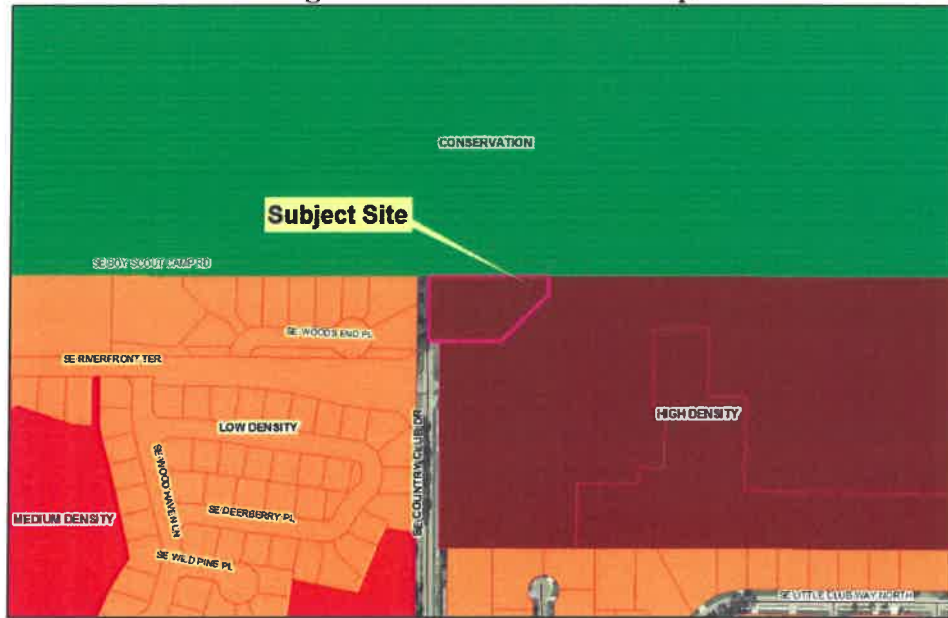 CONSERVATION
Subject Site
SE BOY SCOUT CAMP RD
SE WOODS END PL
SE RIVERFRONT TER
LOW DENSITY
HIGH DENSITY
SE COUNTRY CLUB DR
SE WOOD HAVEN LN
SE DEERBERRY PL
MEDIUM DENSITY
SE WILD PINE PL
SE LITTLE CLUB WAY NORTH